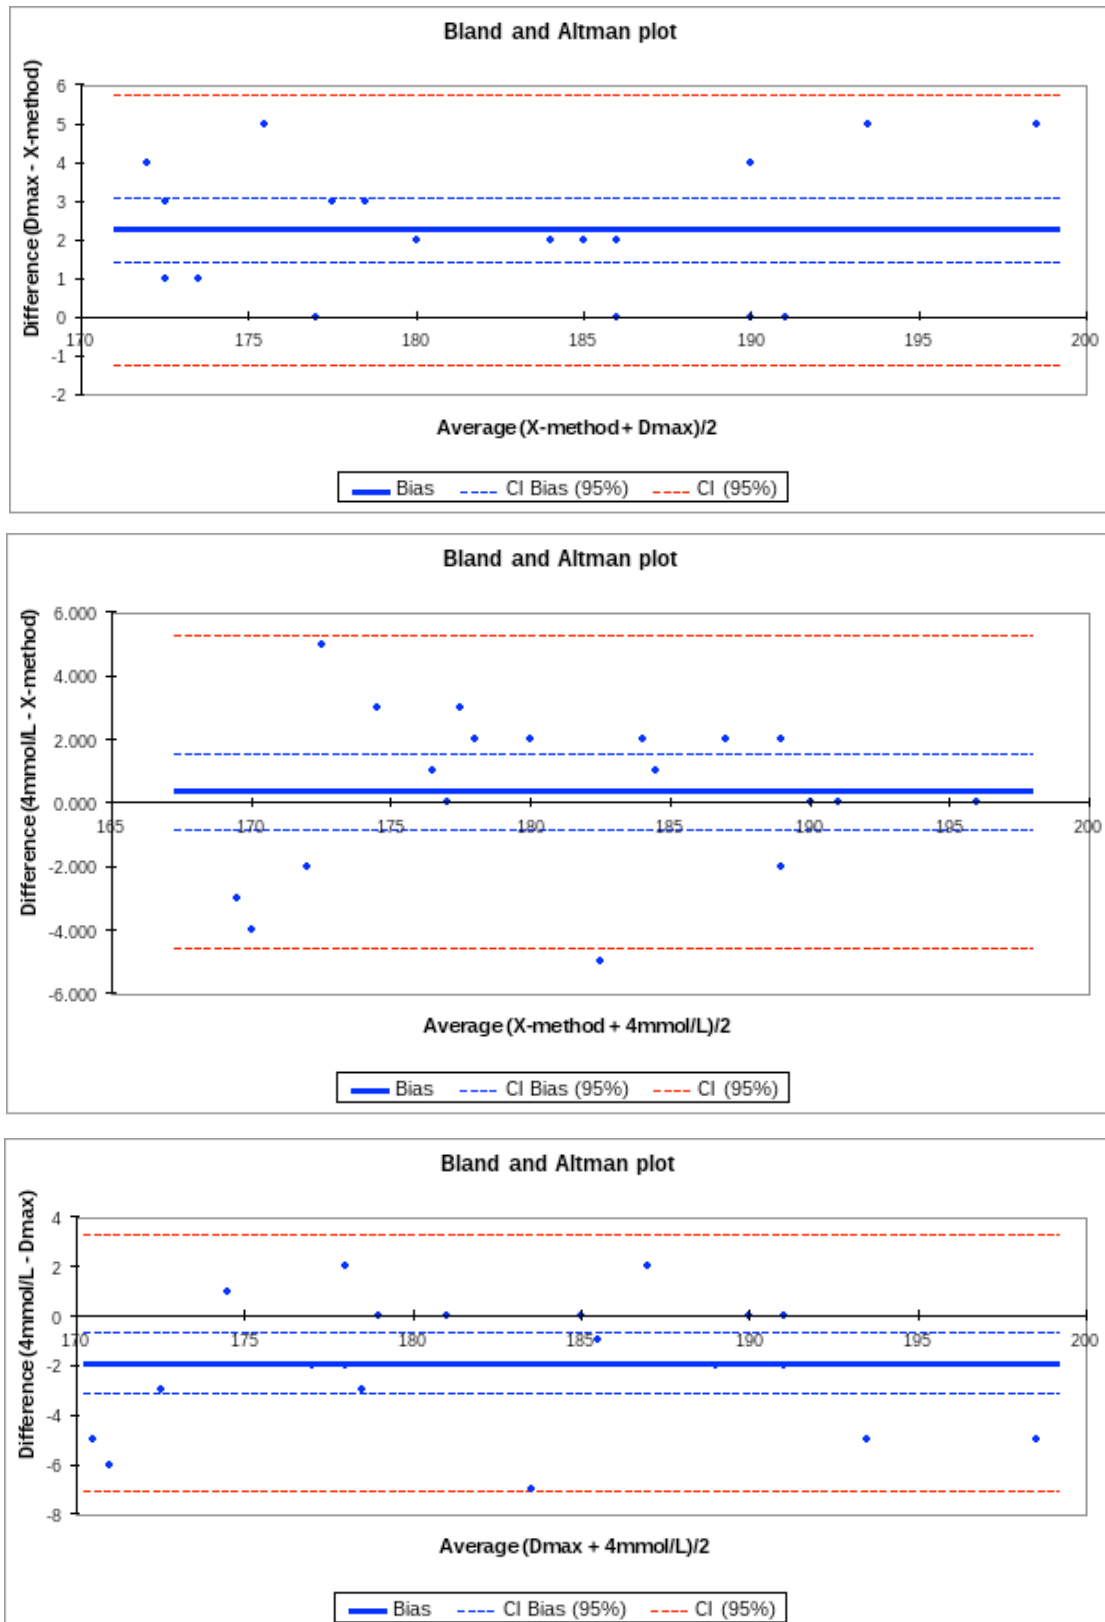 Bland and Altman plot
Difference (Dmax - X-method)
6
5
4
3
2
1
0
170 175 180 185 190 195 200
-1
-2
Average (X-method + Dmax)/2
Bias CI Bias (95%) CI (95%)
Bland and Altman plot
Difference (4mmol/L - X-method)
6.000
4.000
2.000
0.000
165 170 175 180 185 190 195 200
-2.000
-4.000
-6.000
Average (X-method + 4mmol/L)/2
Bias CI Bias (95%) CI (95%)
Bland and Altman plot
Difference (4mmol/L - Dmax)
4
2
0
170 175 180 185 190 195 200
-2
-4
-6
-8
Average (Dmax + 4mmol/L)/2
Bias CI Bias (95%) CI (95%)